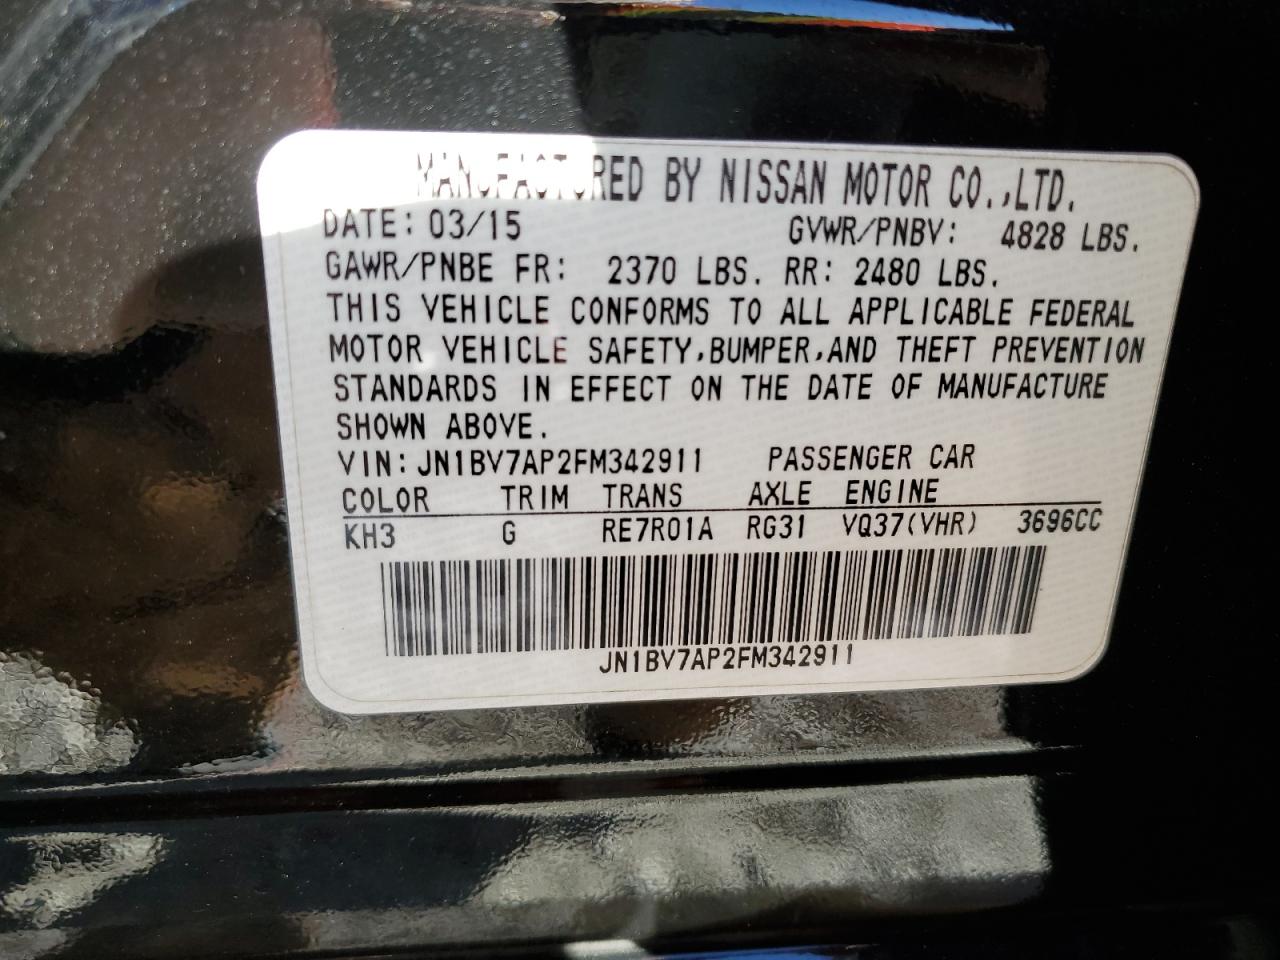 MANUFACTURED BY NISSAN MOTOR CO.,LTD.
DATE: 03/15 GVWR/PNBV: 4828 LBS.
GAWR/PNBE FR: 2370 LBS. RR: 2480 LBS.
THIS VEHICLE CONFORMS TO ALL APPLICABLE FEDERAL
MOTOR VEHICLE SAFETY,BUMPER,AND THEFT PREVENTION
STANDARDS IN EFFECT ON THE DATE OF MANUFACTURE
SHOWN ABOVE.
VIN: JN1BV7AP2FM342911 PASSENGER CAR
COLOR TRIM TRANS AXLE ENGINE
KH3 G RE7R01A RG31 VQ37(VHR) 3696CC
JN1BV7AP2FM342911